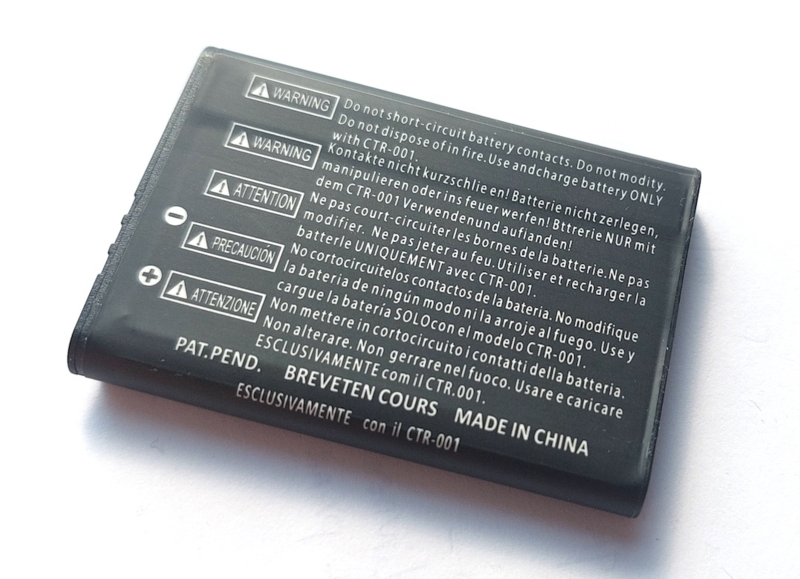 WARNING
Do not short-circuit battery contacts. Do not modity.
Do not dispose of in fire. Use andcharge battery ONLY
with CTR-001.
WARNING
Kontakte nicht kurzschlie en! Batterie nicht zerlegen,
manipulieren oder ins feuer werfen! Bttrerie NUR mit
dem CTR-001 Verwendenund aufianden!
ATTENTION
Ne pas court-circuiter les bornes de la batterie. Ne pas
modifizer. Ne pas jeter au feu. Utiliser et recharger la
batterle UNIQUEMENT avec CTR-001.
PRECAUCIÓN
No cortocircuitelos contactos de la bateria. No modifique
la bateria de ningún modo ni la arroje al fuego. Use y
cargue la bateria SOLO con el modelo CTR-001.
ATTENZIONE
Non mettere in cortocircuito i contatti della batteria.
Non alterare. Non gerrare nel fuoco. Usare e caricare
ESCLUSIVAMENTE com il CTR.001.
PAT.PEND. BREVETEN COURS MADE IN CHINA
ESCLUSIVAMENTE con il CTR-001